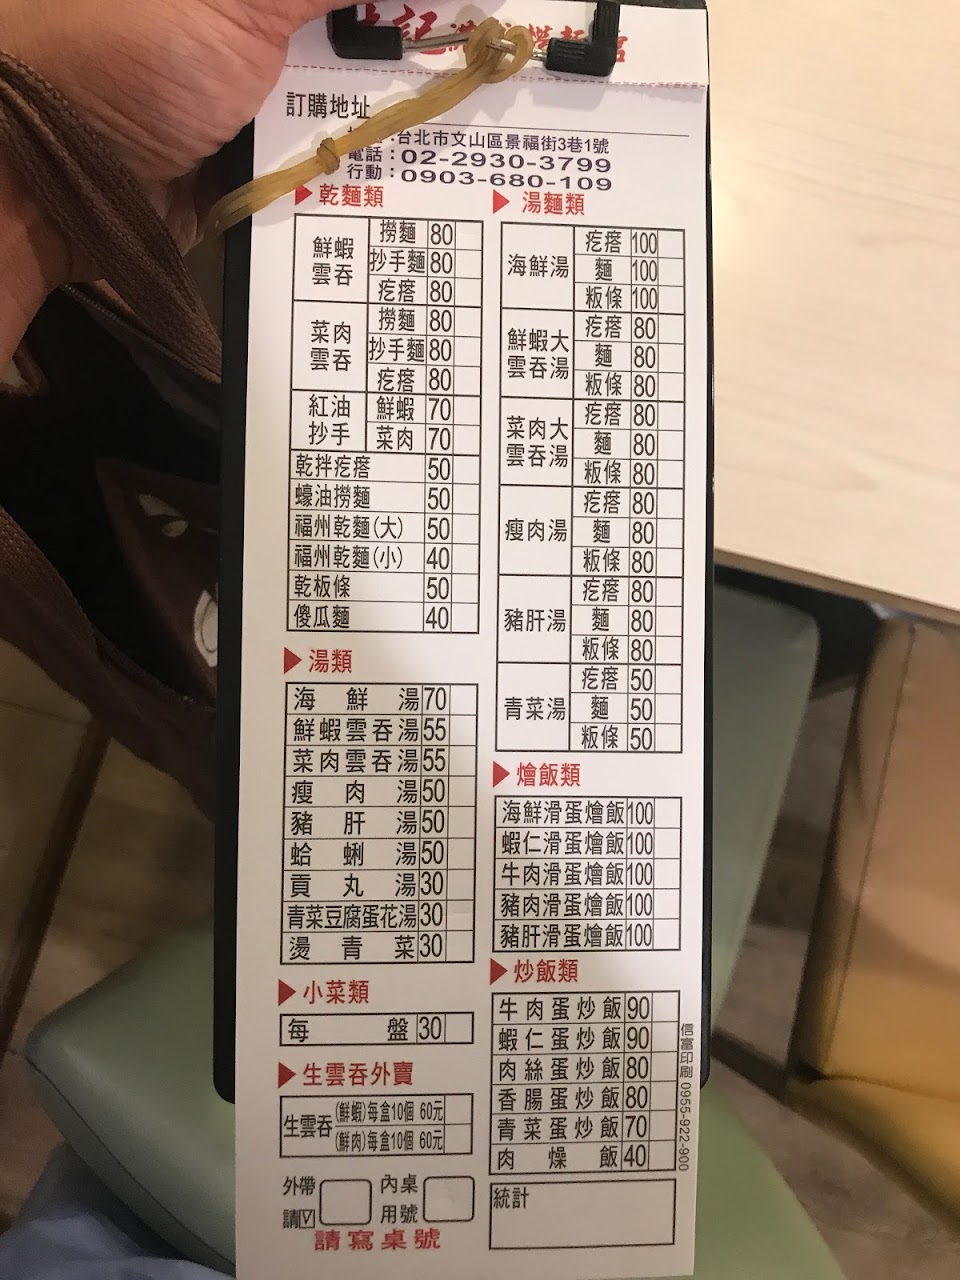 記
訂購地址
：台北市文山區景福街3巷1號
電話：02-2930-3799
行動：0903-680-109
▶乾麵類
鮮蝦雲吞 撈麵 80
抄手麵 80
疙瘩 80
菜肉雲吞 撈麵 80
抄手麵 80
疙瘩 80
紅油抄手 鮮蝦 70
菜肉 70
乾拌疙瘩 50
蠔油撈麵 50
福州乾麵(大) 50
福州乾麵(小) 40
乾板條 50
傻瓜麵 40
▶湯類
海鮮湯 70
鮮蝦雲吞湯 55
菜肉雲吞湯 55
瘦肉湯 50
豬肝湯 50
蛤蜊湯 50
貢丸湯 30
青菜豆腐蛋花湯 30
燙青菜 30
▶小菜類
每盤 30
▶生雲吞外賣
生雲吞 (鮮蝦)每盒10個 60元
(鮮肉)每盒10個 60元
外帶請☑
內桌用號
請寫桌號
▶湯麵類
海鮮湯 疙瘩 100
麵 100
粄條 100
鮮蝦大雲吞湯 疙瘩 80
麵 80
粄條 80
菜肉大雲吞湯 疙瘩 80
麵 80
粄條 80
瘦肉湯 疙瘩 80
麵 80
粄條 80
豬肝湯 疙瘩 80
麵 80
粄條 80
青菜湯 疙瘩 50
麵 50
粄條 50
▶燴飯類
海鮮滑蛋燴飯 100
蝦仁滑蛋燴飯 100
牛肉滑蛋燴飯 100
豬肉滑蛋燴飯 100
豬肝滑蛋燴飯 100
▶炒飯類
牛肉蛋炒飯 90
蝦仁蛋炒飯 90
肉絲蛋炒飯 80
香腸蛋炒飯 80
青菜蛋炒飯 70
肉燥飯 40
統計
信富印刷 0955-922-900